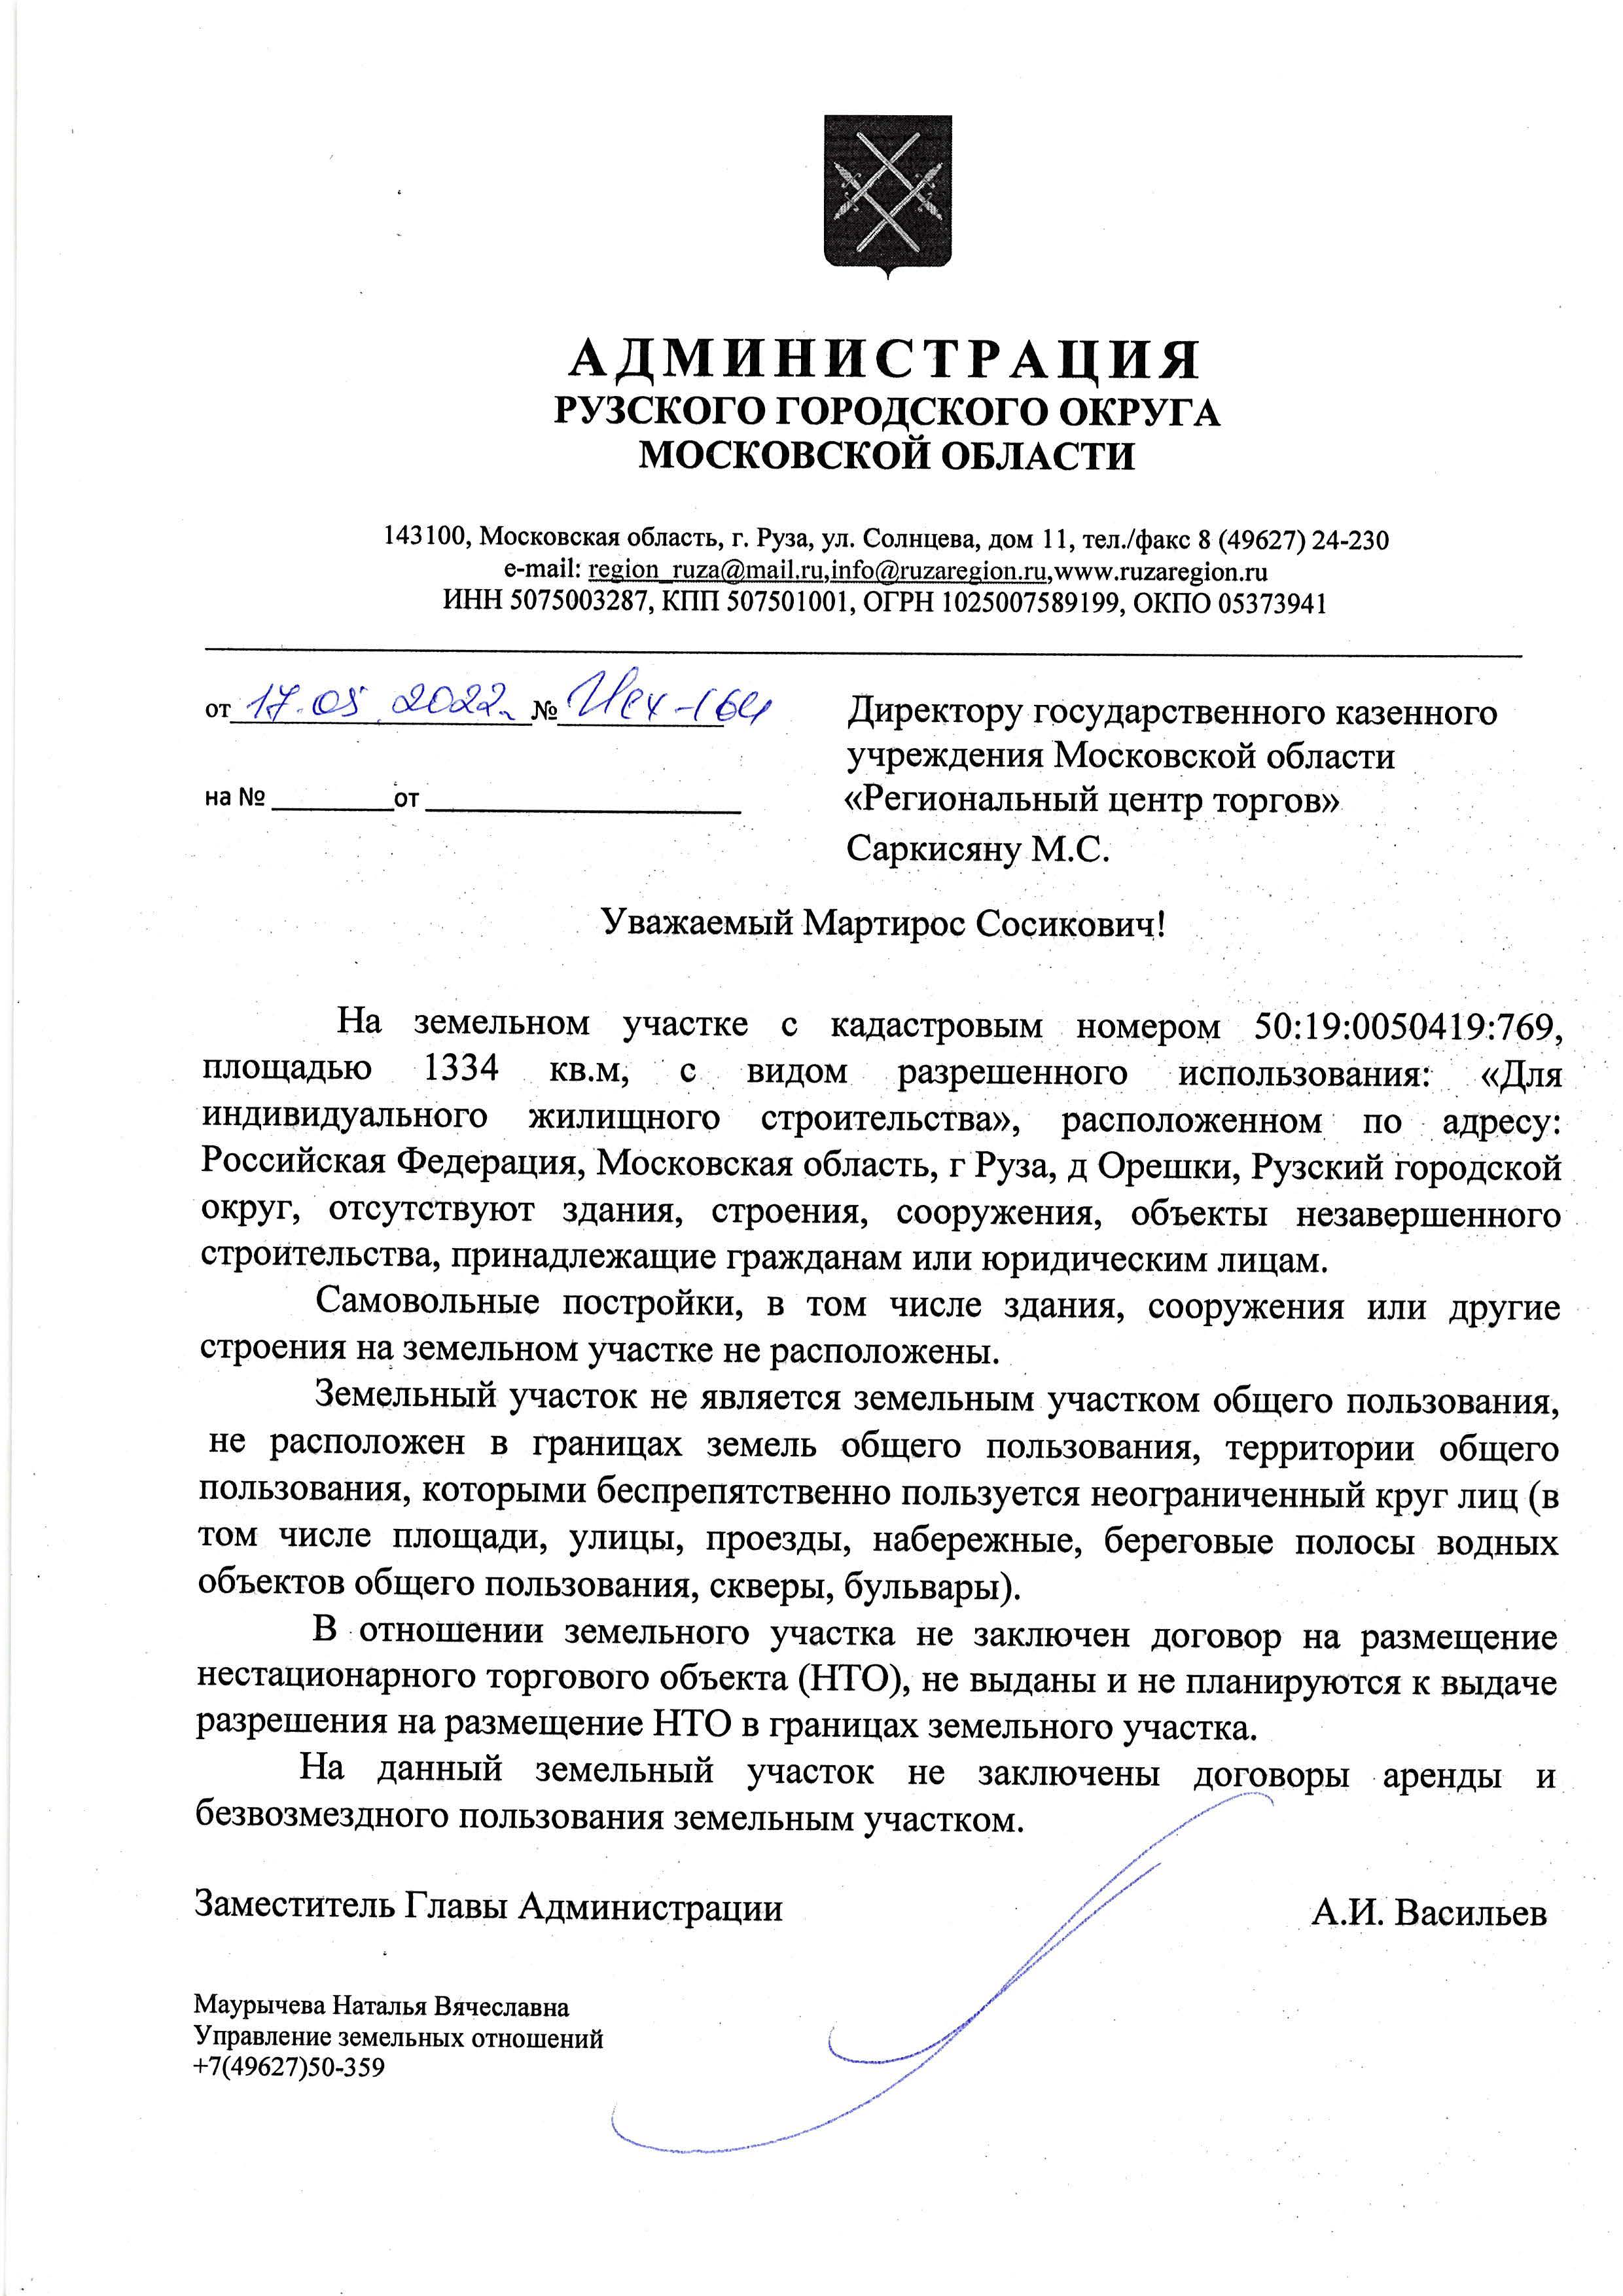 АДМИНИСТРАЦИЯ
РУЗСКОГО ГОРОДСКОГО ОКРУГА
МОСКОВСКОЙ ОБЛАСТИ
143100, Московская область, г. Руза, ул. Солнцева, дом 11, тел./факс 8 (49627) 24-230
e-mail: region_ruza@mail.ru,info@ruzaregion.ru,www.ruzaregion.ru
ИНН 5075003287, КПП 507501001, ОГРН 1025007589199, ОКПО 05373941
от 17.05.2022. № Исх-164
на № ________от ____________________
Директору государственного казенного
учреждения Московской области
«Региональный центр торгов»
Саркисяну М.С.
Уважаемый Мартирос Сосикович!
На земельном участке с кадастровым номером 50:19:0050419:769,
площадью 1334 кв.м, с видом разрешенного использования: «Для
индивидуального жилищного строительства», расположенном по адресу:
Российская Федерация, Московская область, г Руза, д Орешки, Рузский городской
округ, отсутствуют здания, строения, сооружения, объекты незавершенного
строительства, принадлежащие гражданам или юридическим лицам.
Самовольные постройки, в том числе здания, сооружения или другие
строения на земельном участке не расположены.
Земельный участок не является земельным участком общего пользования,
не расположен в границах земель общего пользования, территории общего
пользования, которыми беспрепятственно пользуется неограниченный круг лиц (в
том числе площади, улицы, проезды, набережные, береговые полосы водных
объектов общего пользования, скверы, бульвары).
В отношении земельного участка не заключен договор на размещение
нестационарного торгового объекта (НТО), не выданы и не планируются к выдаче
разрешения на размещение НТО в границах земельного участка.
На данный земельный участок не заключены договоры аренды и
безвозмездного пользования земельным участком.
Заместитель Главы Администрации А.И. Васильев
Маурычева Наталья Вячеславна
Управление земельных отношений
+7(49627)50-359